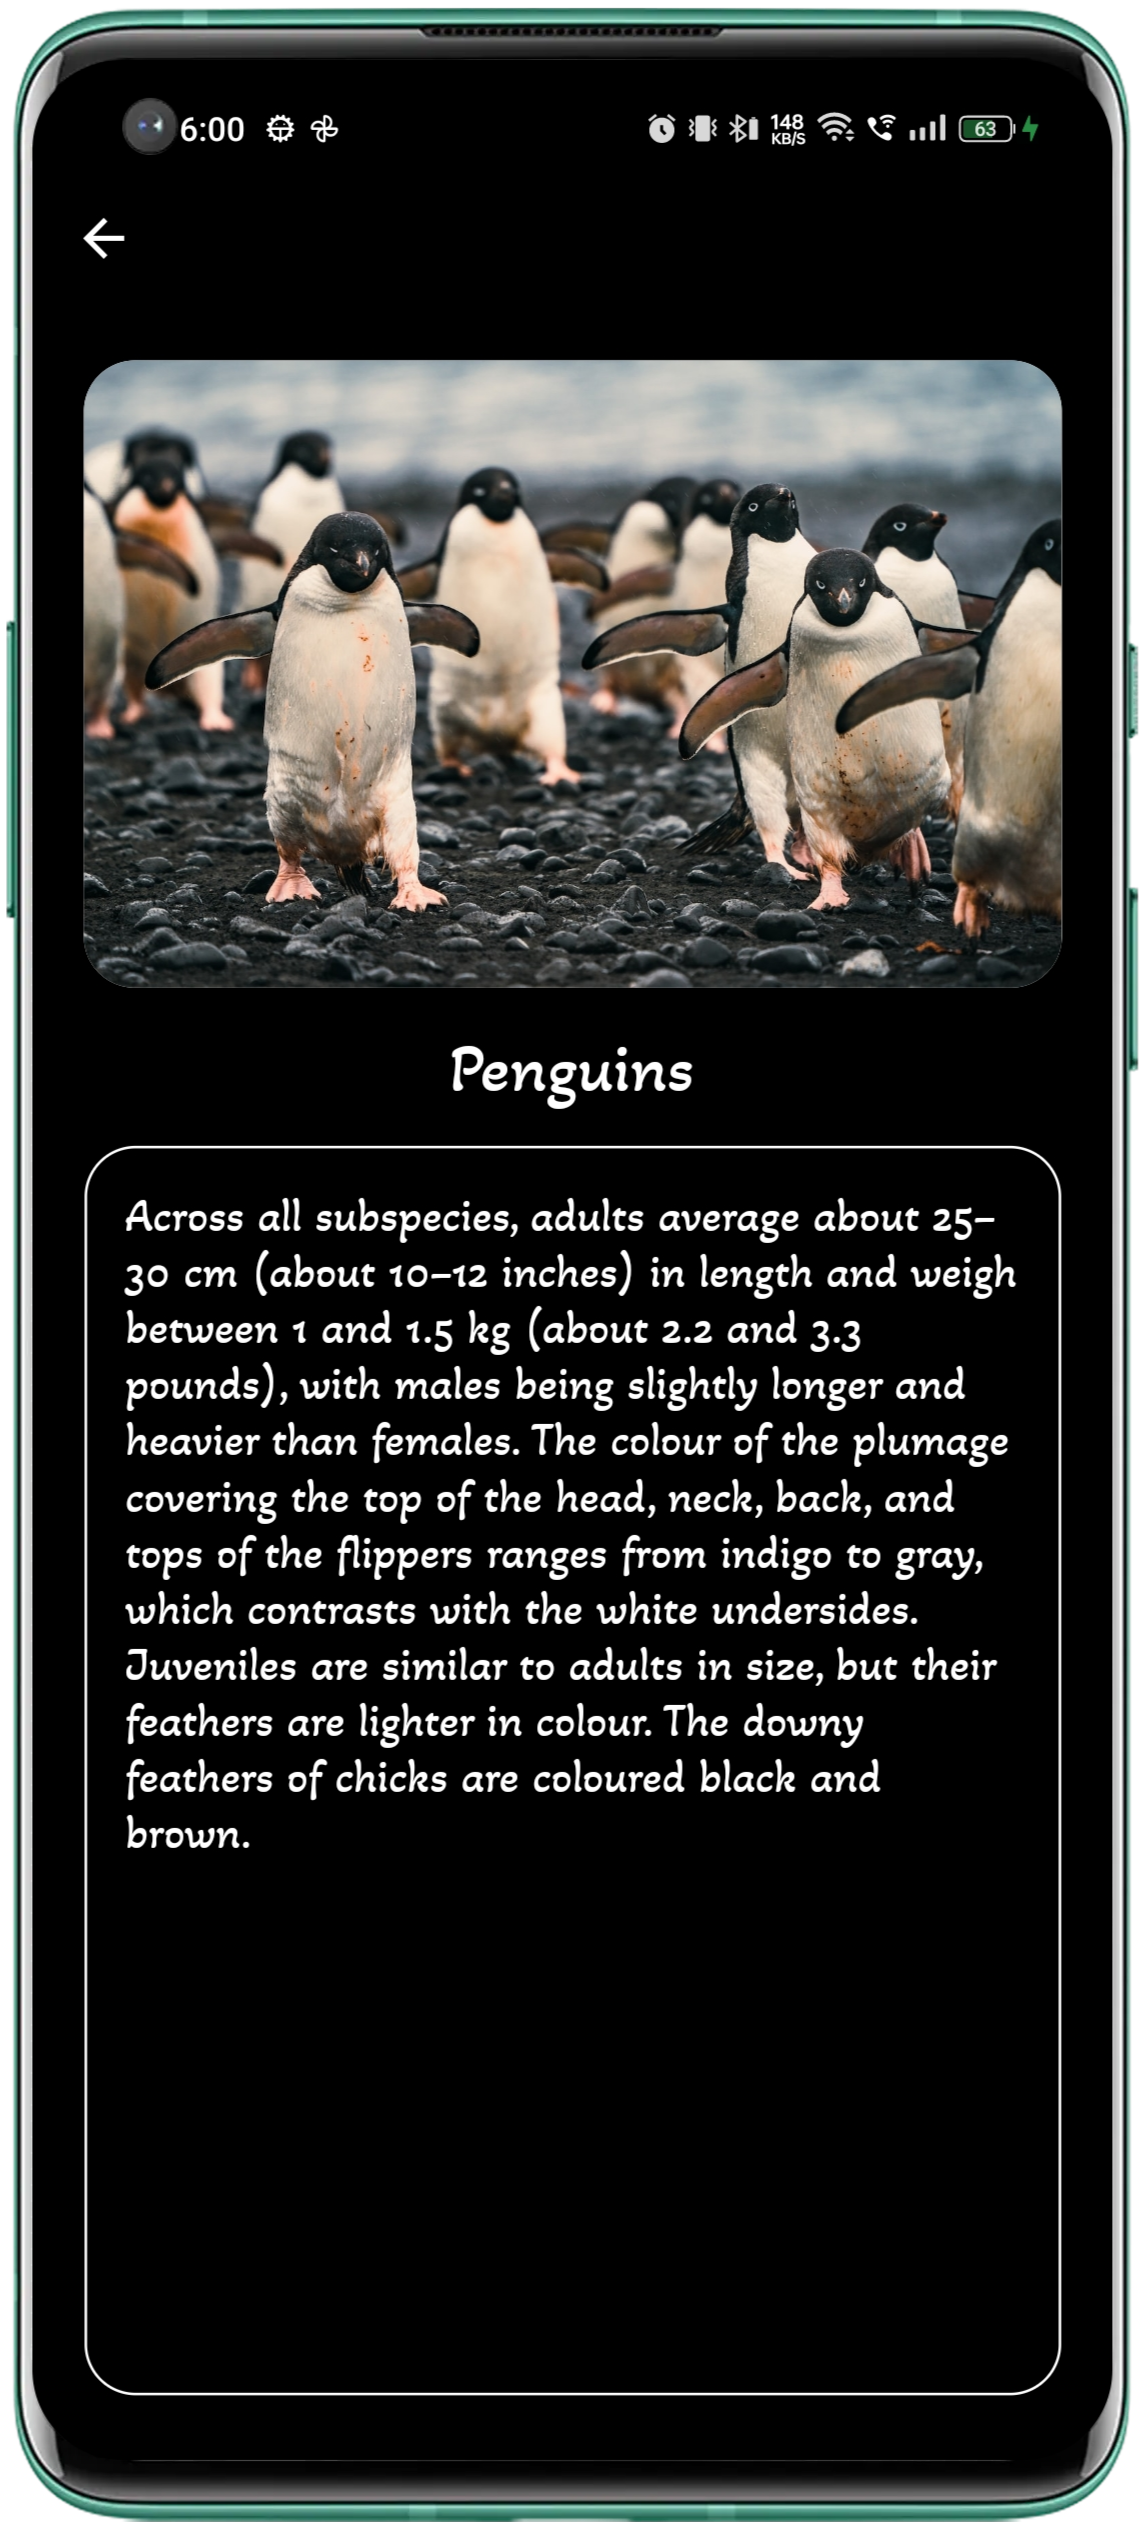 6:00
148
KB/S
63
Penguins
Across all subspecies, adults average about 25–
30 cm (about 10–12 inches) in length and weigh
between 1 and 1.5 kg (about 2.2 and 3.3
pounds), with males being slightly longer and
heavier than females. The colour of the plumage
covering the top of the head, neck, back, and
tops of the flippers ranges from indigo to gray,
which contrasts with the white undersides.
Juveniles are similar to adults in size, but their
feathers are lighter in colour. The downy
feathers of chicks are coloured black and
brown.